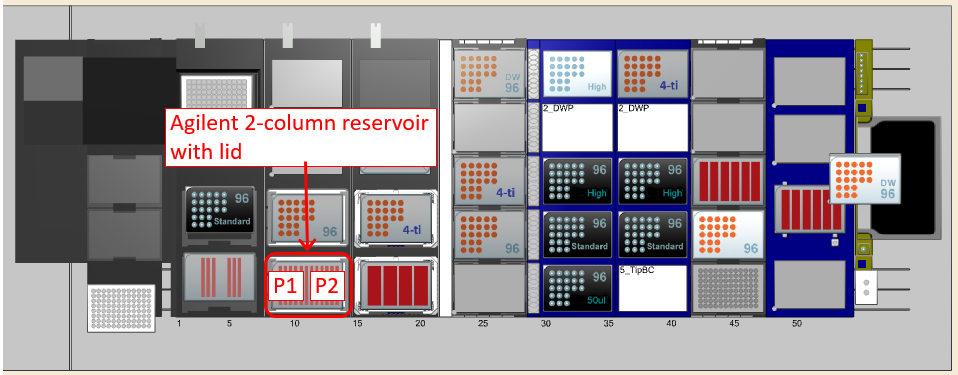 DW
96
High
4-ti
2_DWP
2_DWP
Agilent 2-column reservoir
with lid
4-ti
96
High
96
High
DW
96
96
Standard
96
4-ti
96
96
Standard
96
Standard
96
P1
P2
96
50ul
5_TipBC
1
5
10
15
20
25
30
35
40
45
50